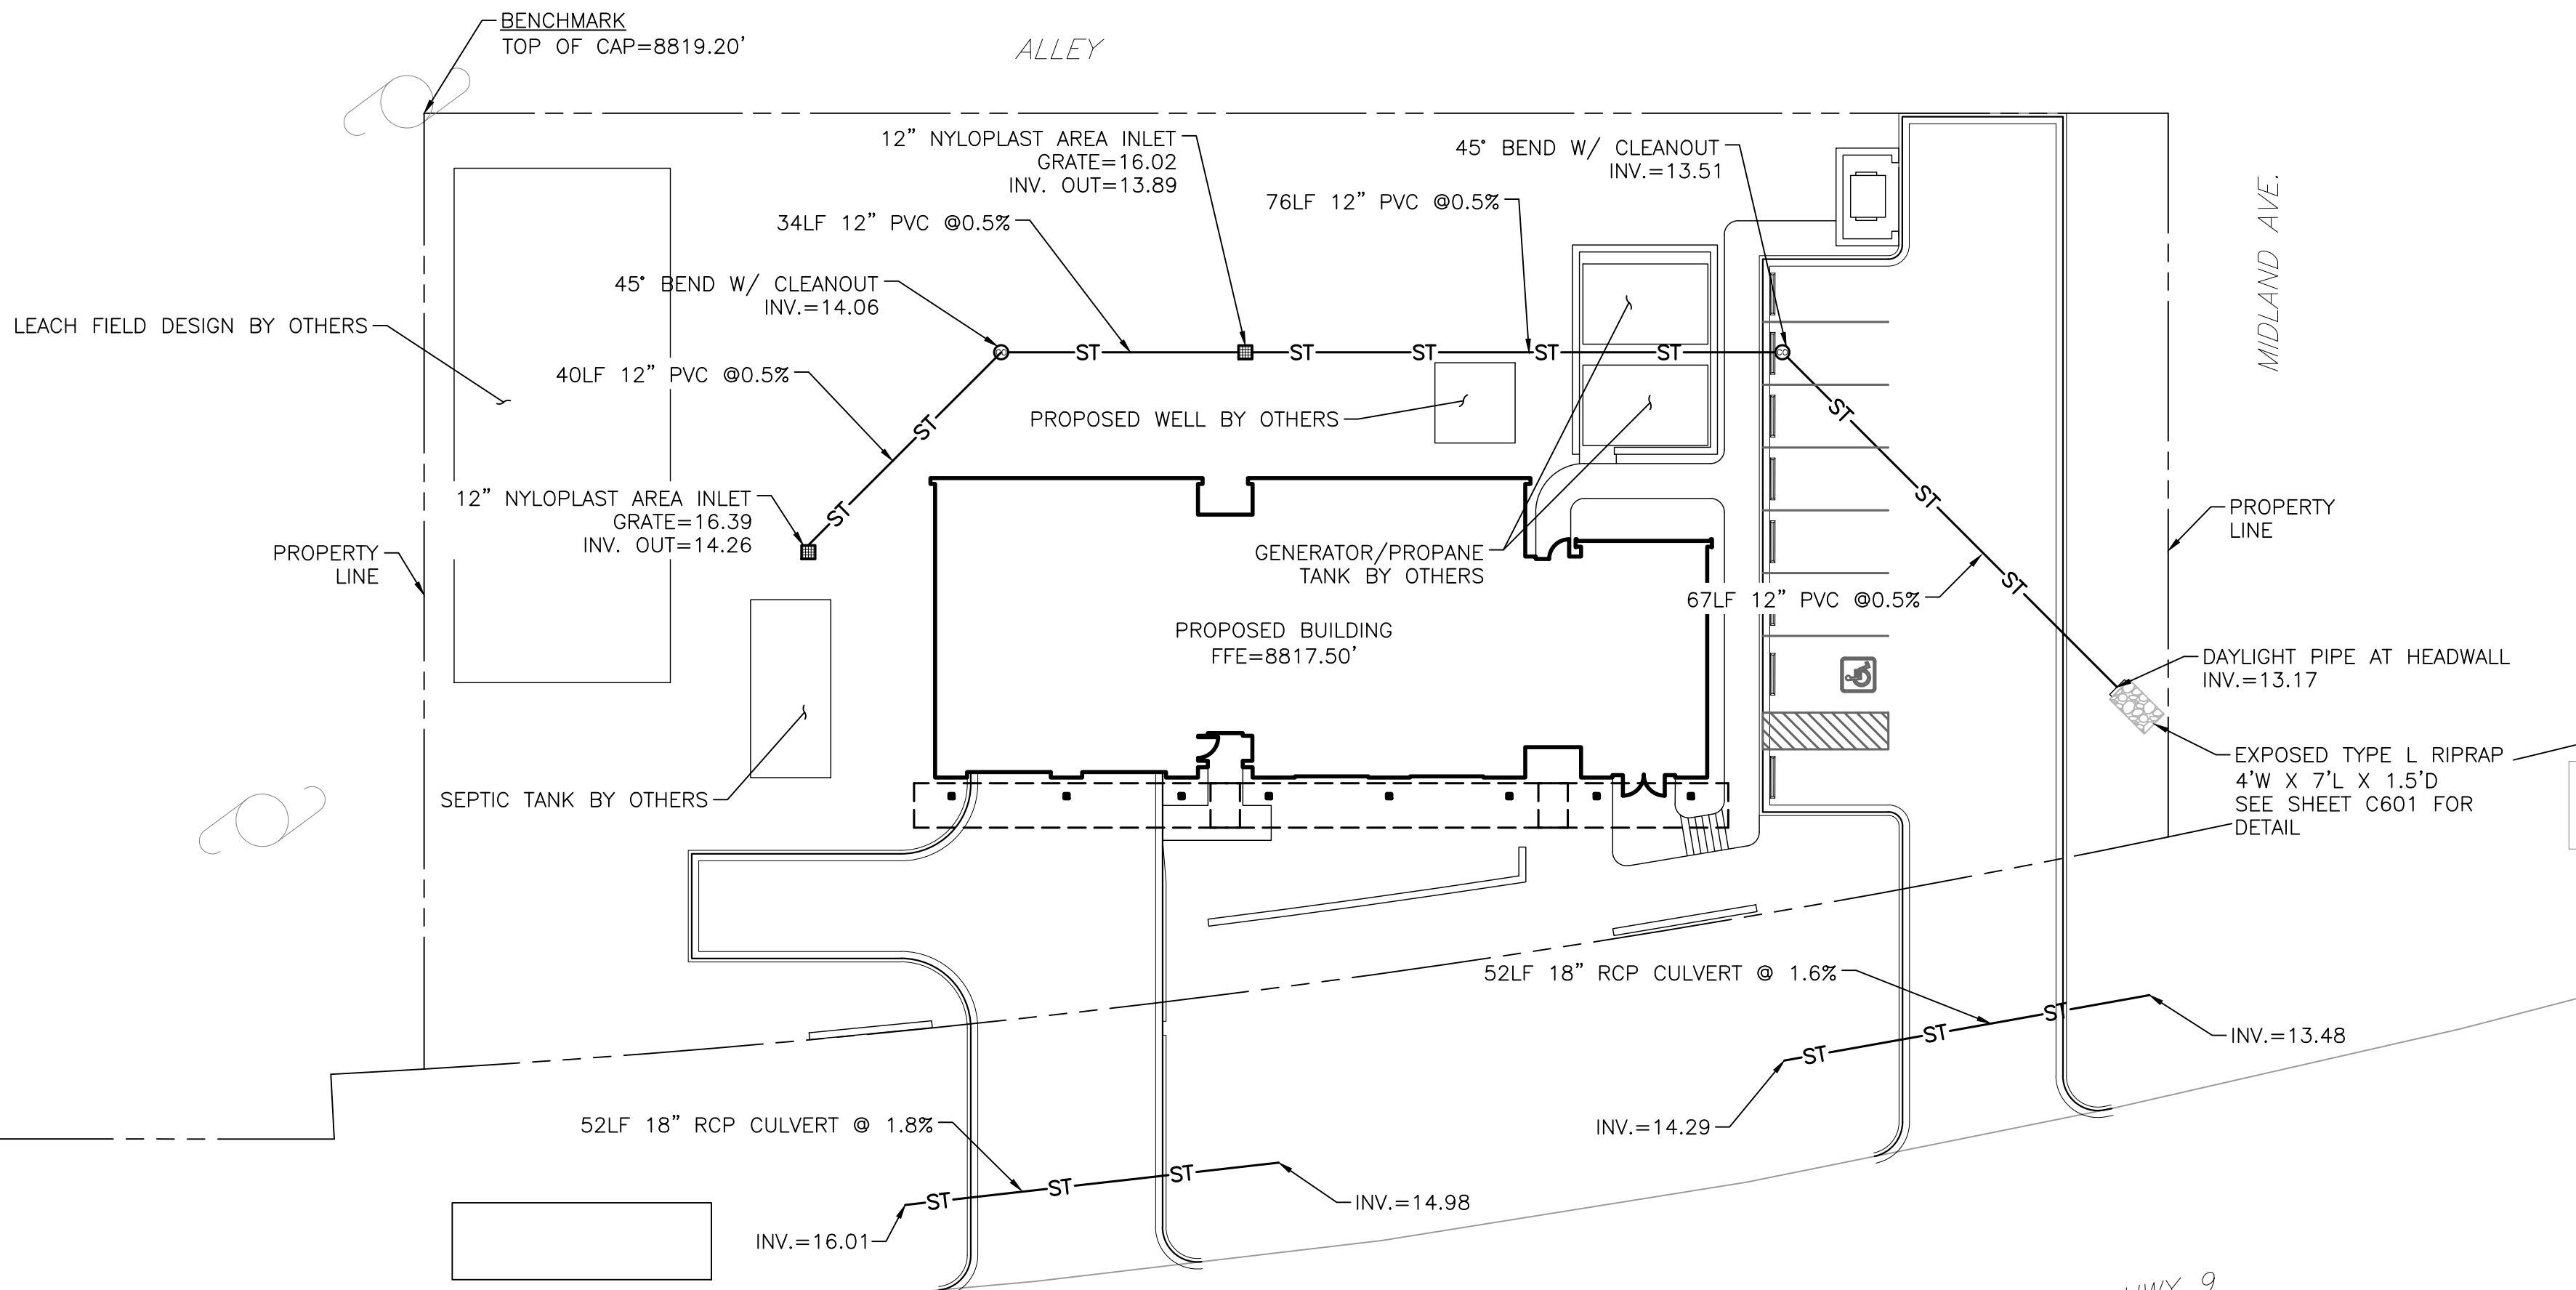 BENCHMARK
TOP OF CAP=8819.20'
ALLEY
12" NYLOPLAST AREA INLET
GRATE=16.02
INV. OUT=13.89
45° BEND W/ CLEANOUT
INV.=13.51
76LF 12" PVC @0.5%
34LF 12" PVC @0.5%
MIDLAND AVE.
45° BEND W/ CLEANOUT
INV.=14.06
LEACH FIELD DESIGN BY OTHERS
CO
ST
ST
ST
ST
ST
CO
40LF 12" PVC @0.5%
PROPOSED WELL BY OTHERS
ST
ST
ST
ST
ST
12" NYLOPLAST AREA INLET
GRATE=16.39
INV. OUT=14.26
PROPERTY
LINE
PROPERTY
LINE
GENERATOR/PROPANE
TANK BY OTHERS
67LF 12" PVC @0.5%
PROPOSED BUILDING
FFE=8817.50'
DAYLIGHT PIPE AT HEADWALL
INV.=13.17
EXPOSED TYPE L RIPRAP
4'W X 7'L X 1.5'D
SEE SHEET C601 FOR
DETAIL
SEPTIC TANK BY OTHERS
52LF 18" RCP CULVERT @ 1.6%
ST
ST
ST
INV.=13.48
INV.=14.29
52LF 18" RCP CULVERT @ 1.8%
ST
ST
ST
INV.=14.98
INV.=16.01
HWY 9